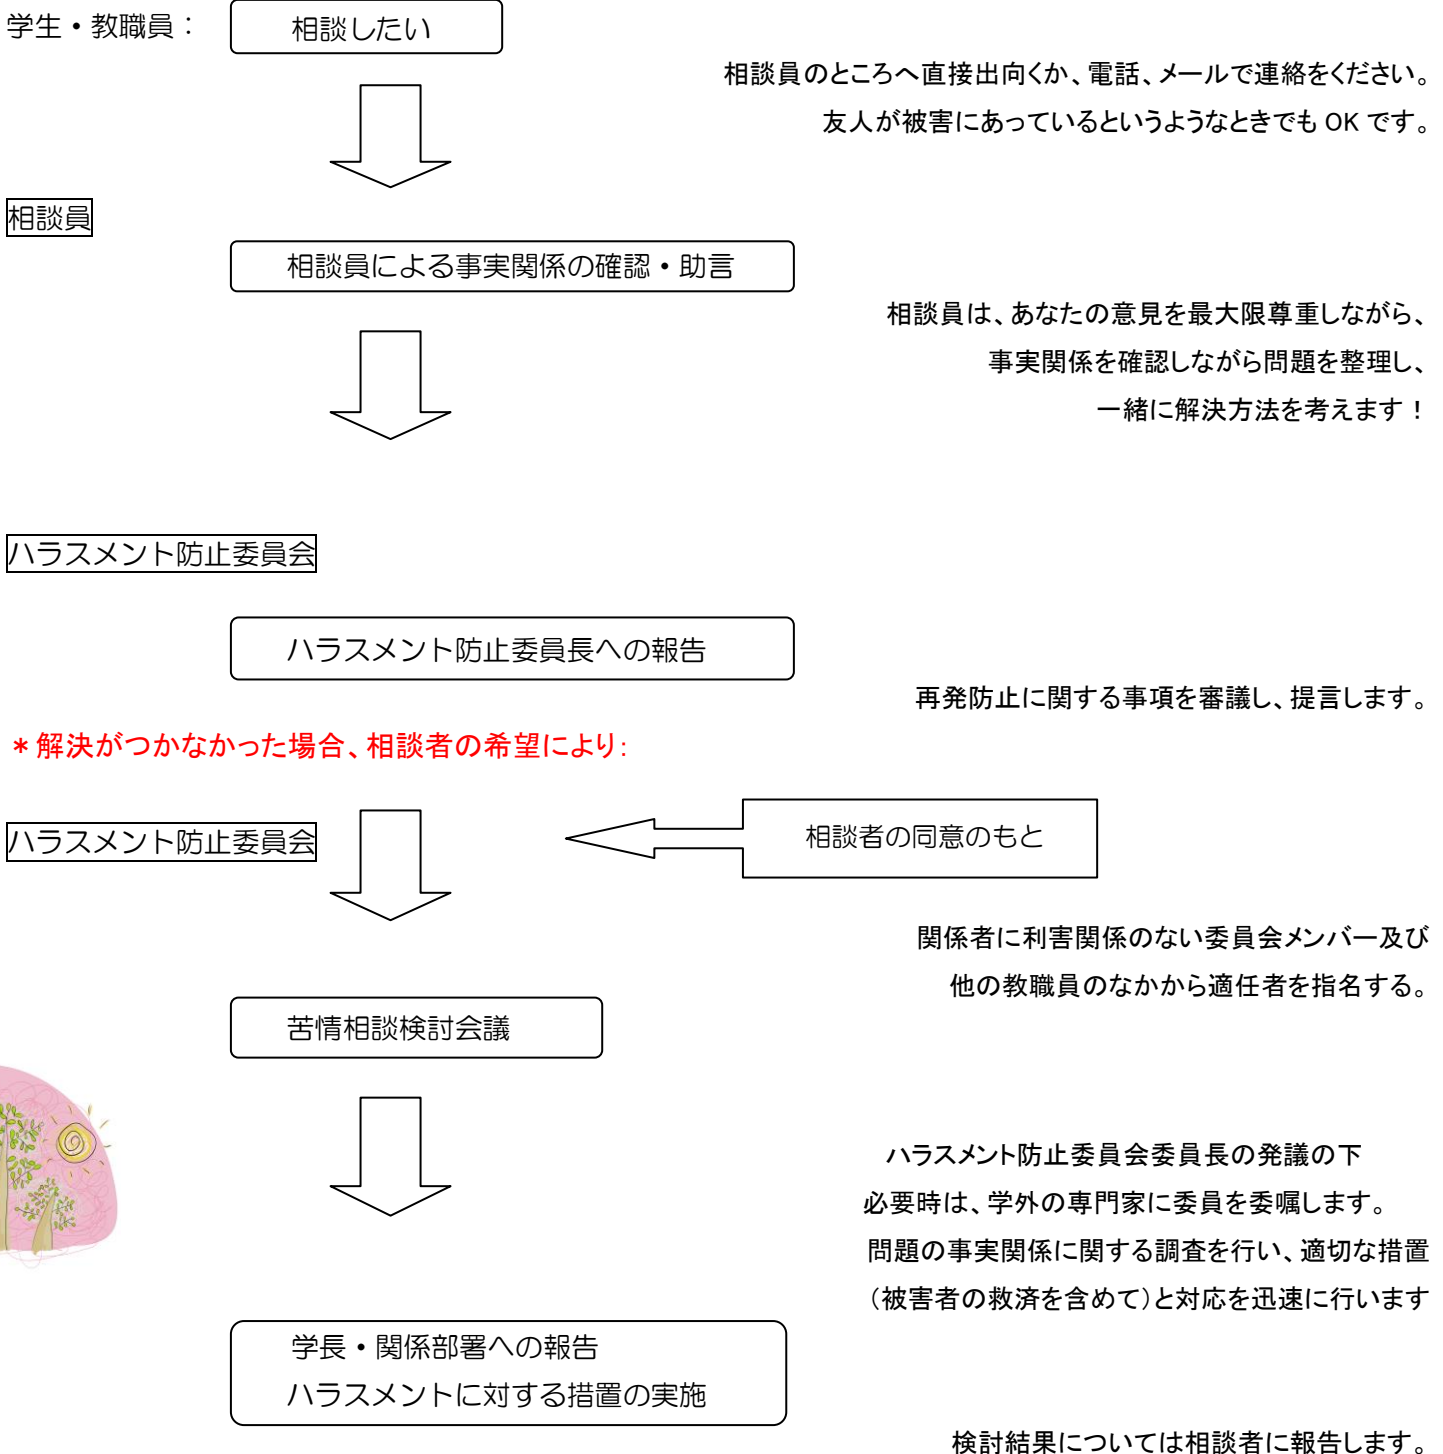 学生・教職員：
相談したい
相談員のところへ直接出向くか、電話、メールで連絡をください。
友人が被害にあっているというようなときでも OK です。
相談員
相談員による事実関係の確認・助言
相談員は、あなたの意見を最大限尊重しながら、
事実関係を確認しながら問題を整理し、
一緒に解決方法を考えます！
ハラスメント防止委員会
ハラスメント防止委員長への報告
再発防止に関する事項を審議し、提言します。
＊解決がつかなかった場合、相談者の希望により：
ハラスメント防止委員会
相談者の同意のもと
関係者に利害関係のない委員会メンバー及び
他の教職員のなかから適任者を指名する。
苦情相談検討会議
ハラスメント防止委員会委員長の発議の下
必要時は、学外の専門家に委員を委嘱します。
問題の事実関係に関する調査を行い、適切な措置
（被害者の救済を含めて）と対応を迅速に行います
学長・関係部署への報告
ハラスメントに対する措置の実施
検討結果については相談者に報告します。